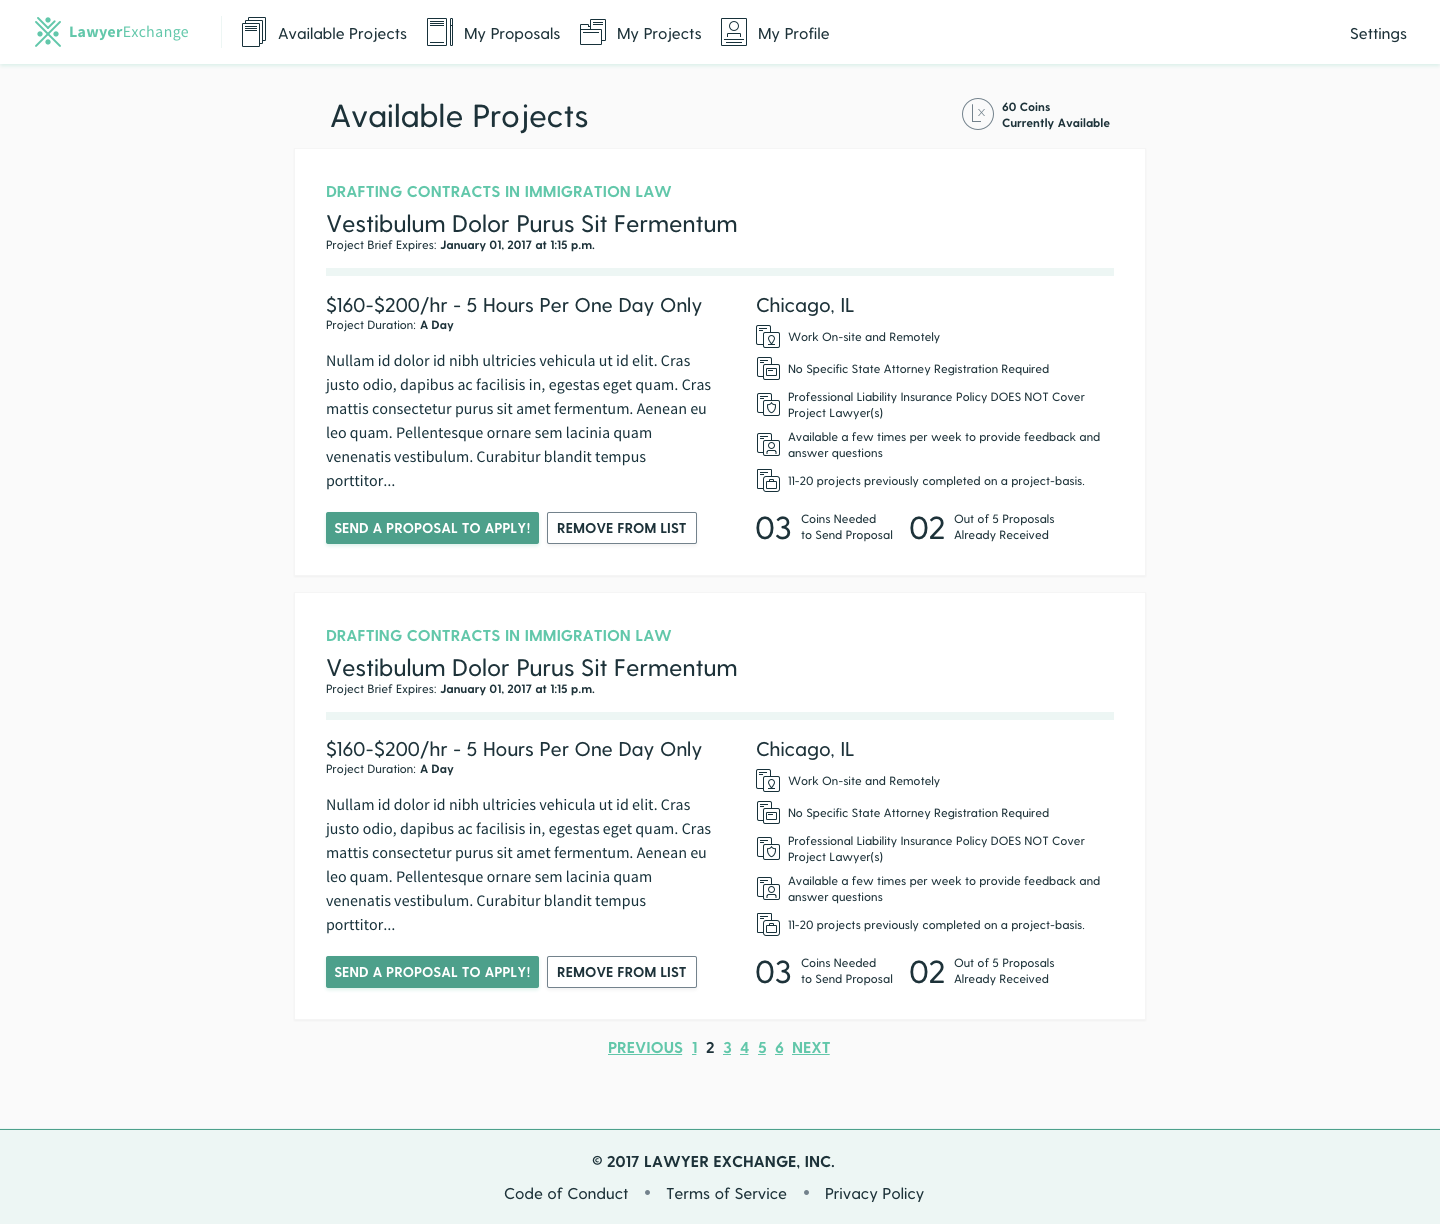 LawyerExchange
Available Projects
My Proposals
My Projects
My Profile
Settings
Available Projects
60 Coins
Currently Available
DRAFTING CONTRACTS IN IMMIGRATION LAW
Vestibulum Dolor Purus Sit Fermentum
Project Brief Expires: January 01, 2017 at 1:15 p.m.
$160-$200/hr - 5 Hours Per One Day Only
Project Duration: A Day
Nullam id dolor id nibh ultricies vehicula ut id elit. Cras
justo odio, dapibus ac facilisis in, egestas eget quam. Cras
mattis consectetur purus sit amet fermentum. Aenean eu
leo quam. Pellentesque ornare sem lacinia quam
venenatis vestibulum. Curabitur blandit tempus
porttitor...
SEND A PROPOSAL TO APPLY!
REMOVE FROM LIST
Chicago, IL
Work On-site and Remotely
No Specific State Attorney Registration Required
Professional Liability Insurance Policy DOES NOT Cover
Project Lawyer(s)
Available a few times per week to provide feedback and
answer questions
11-20 projects previously completed on a project-basis.
03
Coins Needed
to Send Proposal
02
Out of 5 Proposals
Already Received
DRAFTING CONTRACTS IN IMMIGRATION LAW
Vestibulum Dolor Purus Sit Fermentum
Project Brief Expires: January 01, 2017 at 1:15 p.m.
$160-$200/hr - 5 Hours Per One Day Only
Project Duration: A Day
Nullam id dolor id nibh ultricies vehicula ut id elit. Cras
justo odio, dapibus ac facilisis in, egestas eget quam. Cras
mattis consectetur purus sit amet fermentum. Aenean eu
leo quam. Pellentesque ornare sem lacinia quam
venenatis vestibulum. Curabitur blandit tempus
porttitor...
SEND A PROPOSAL TO APPLY!
REMOVE FROM LIST
Chicago, IL
Work On-site and Remotely
No Specific State Attorney Registration Required
Professional Liability Insurance Policy DOES NOT Cover
Project Lawyer(s)
Available a few times per week to provide feedback and
answer questions
11-20 projects previously completed on a project-basis.
03
Coins Needed
to Send Proposal
02
Out of 5 Proposals
Already Received
PREVIOUS 1 2 3 4 5 6 NEXT
© 2017 LAWYER EXCHANGE, INC.
Code of Conduct • Terms of Service • Privacy Policy